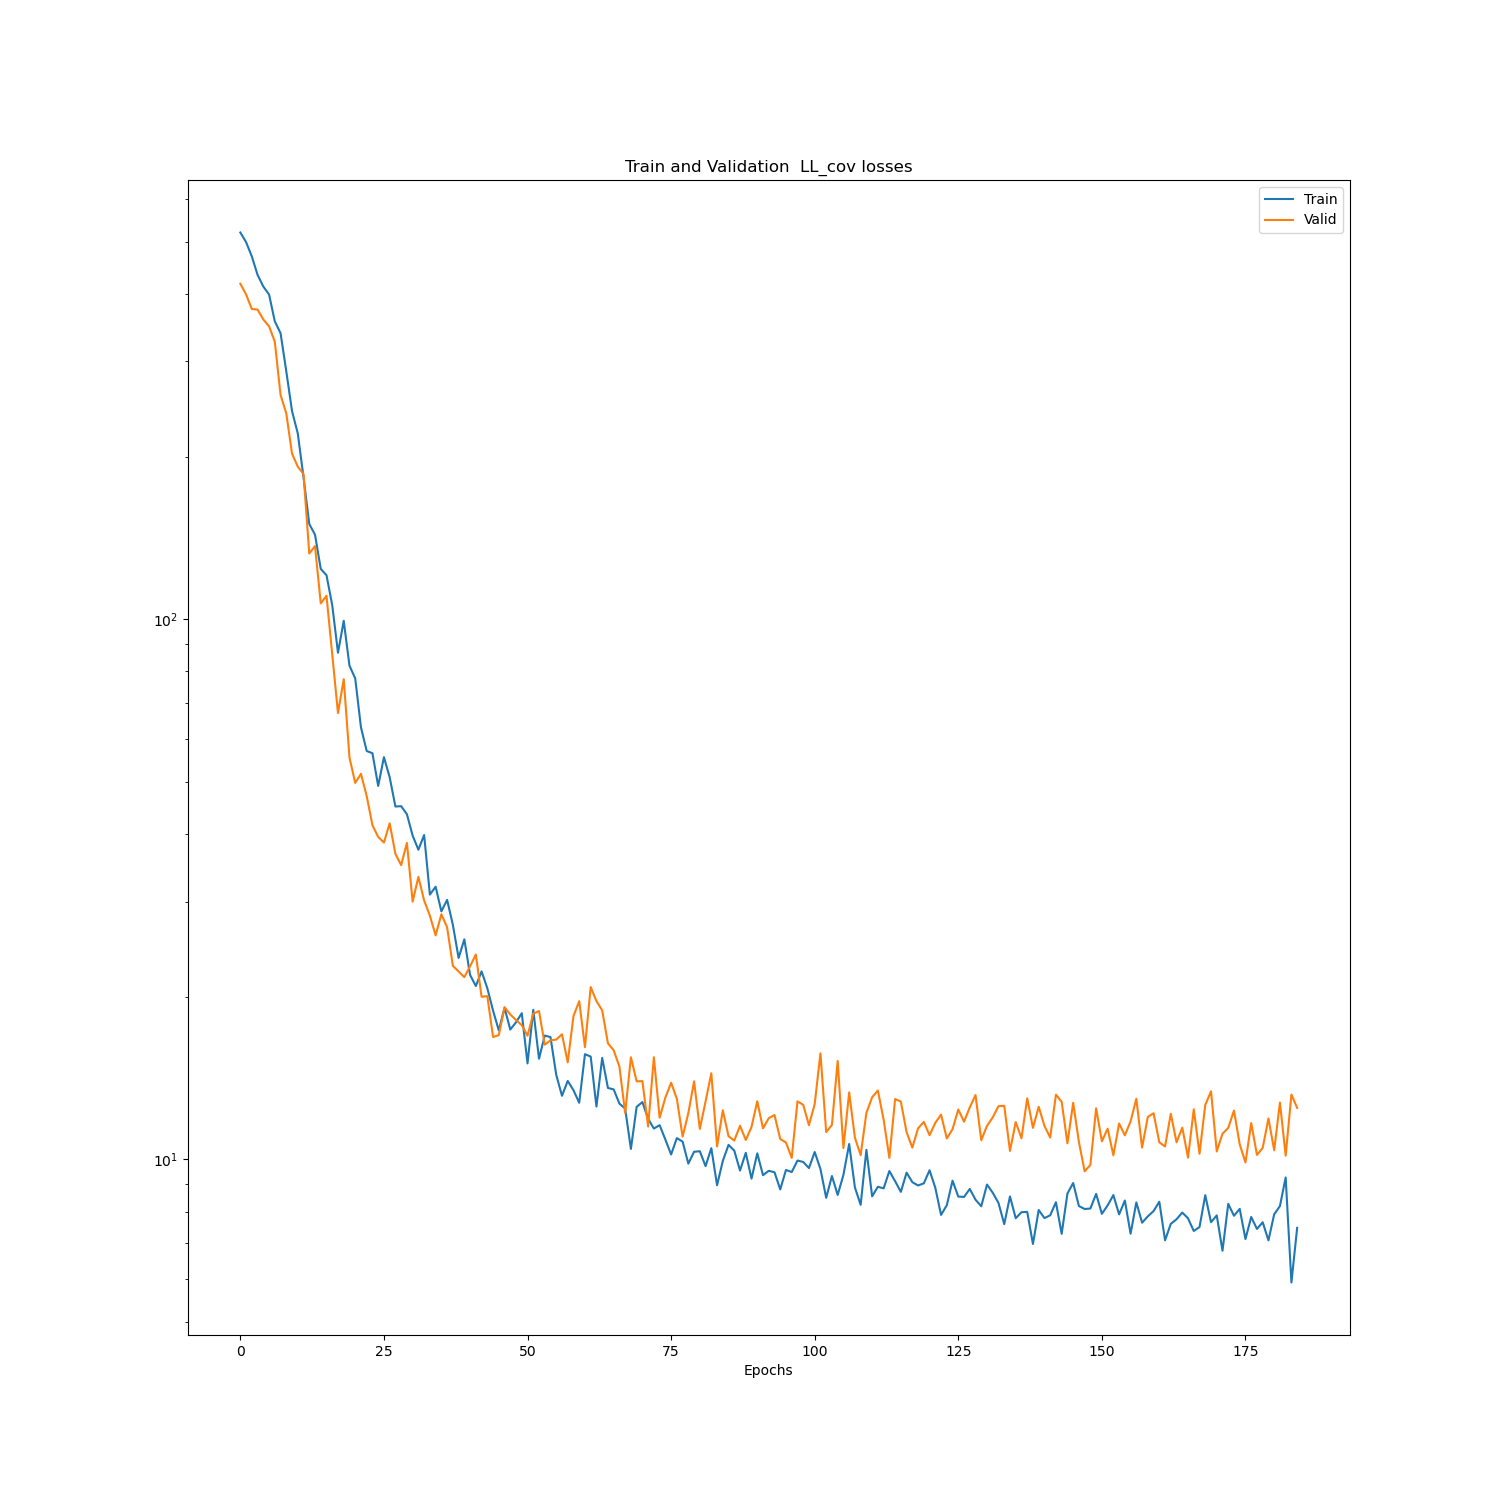 Train and Validation  LL_cov losses
Train
Valid
10²
10¹
0 25 50 75 100 125 150 175
Epochs